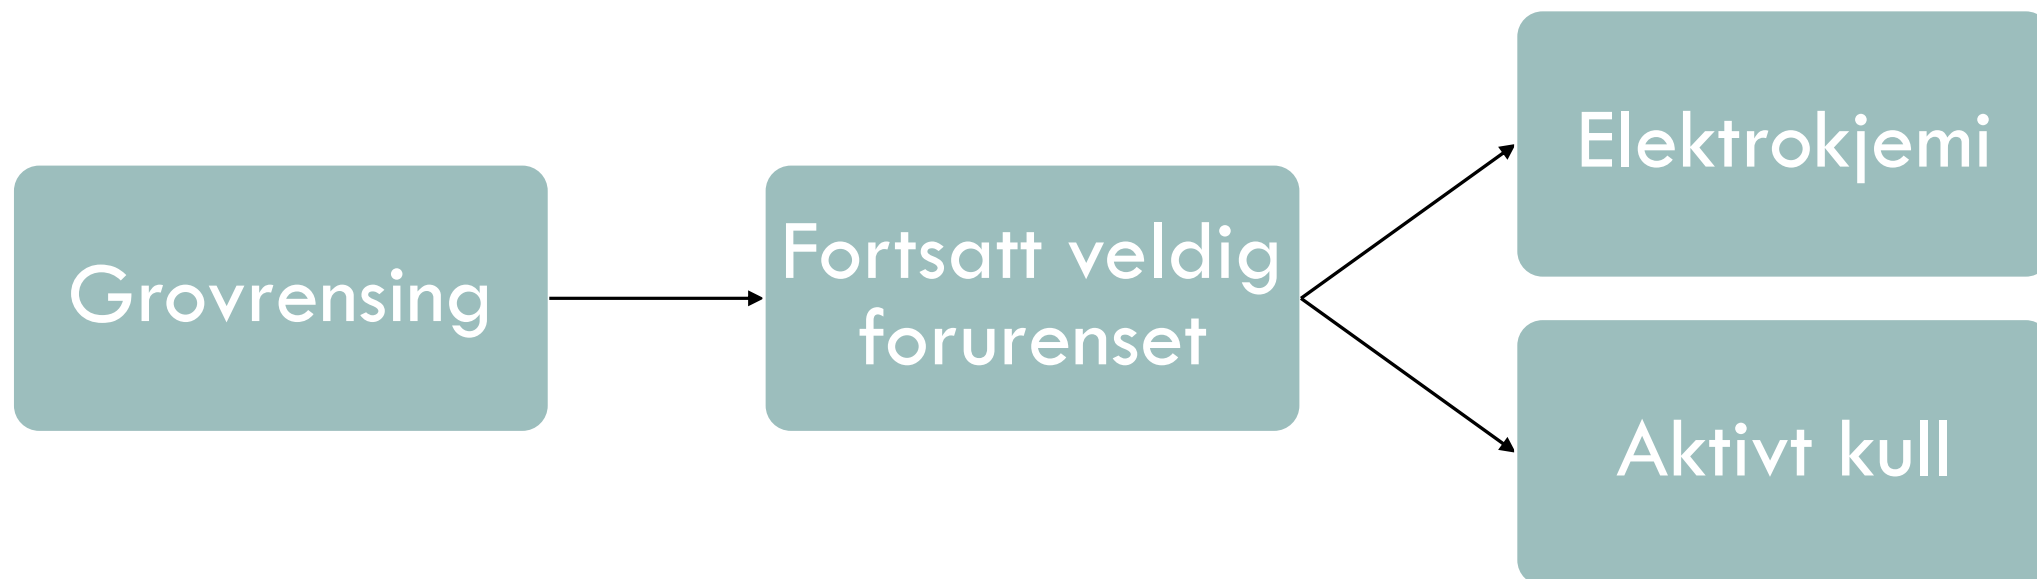 Grovrensing
Fortsatt veldig
forurenset
Elektrokjemi
Aktivt kull